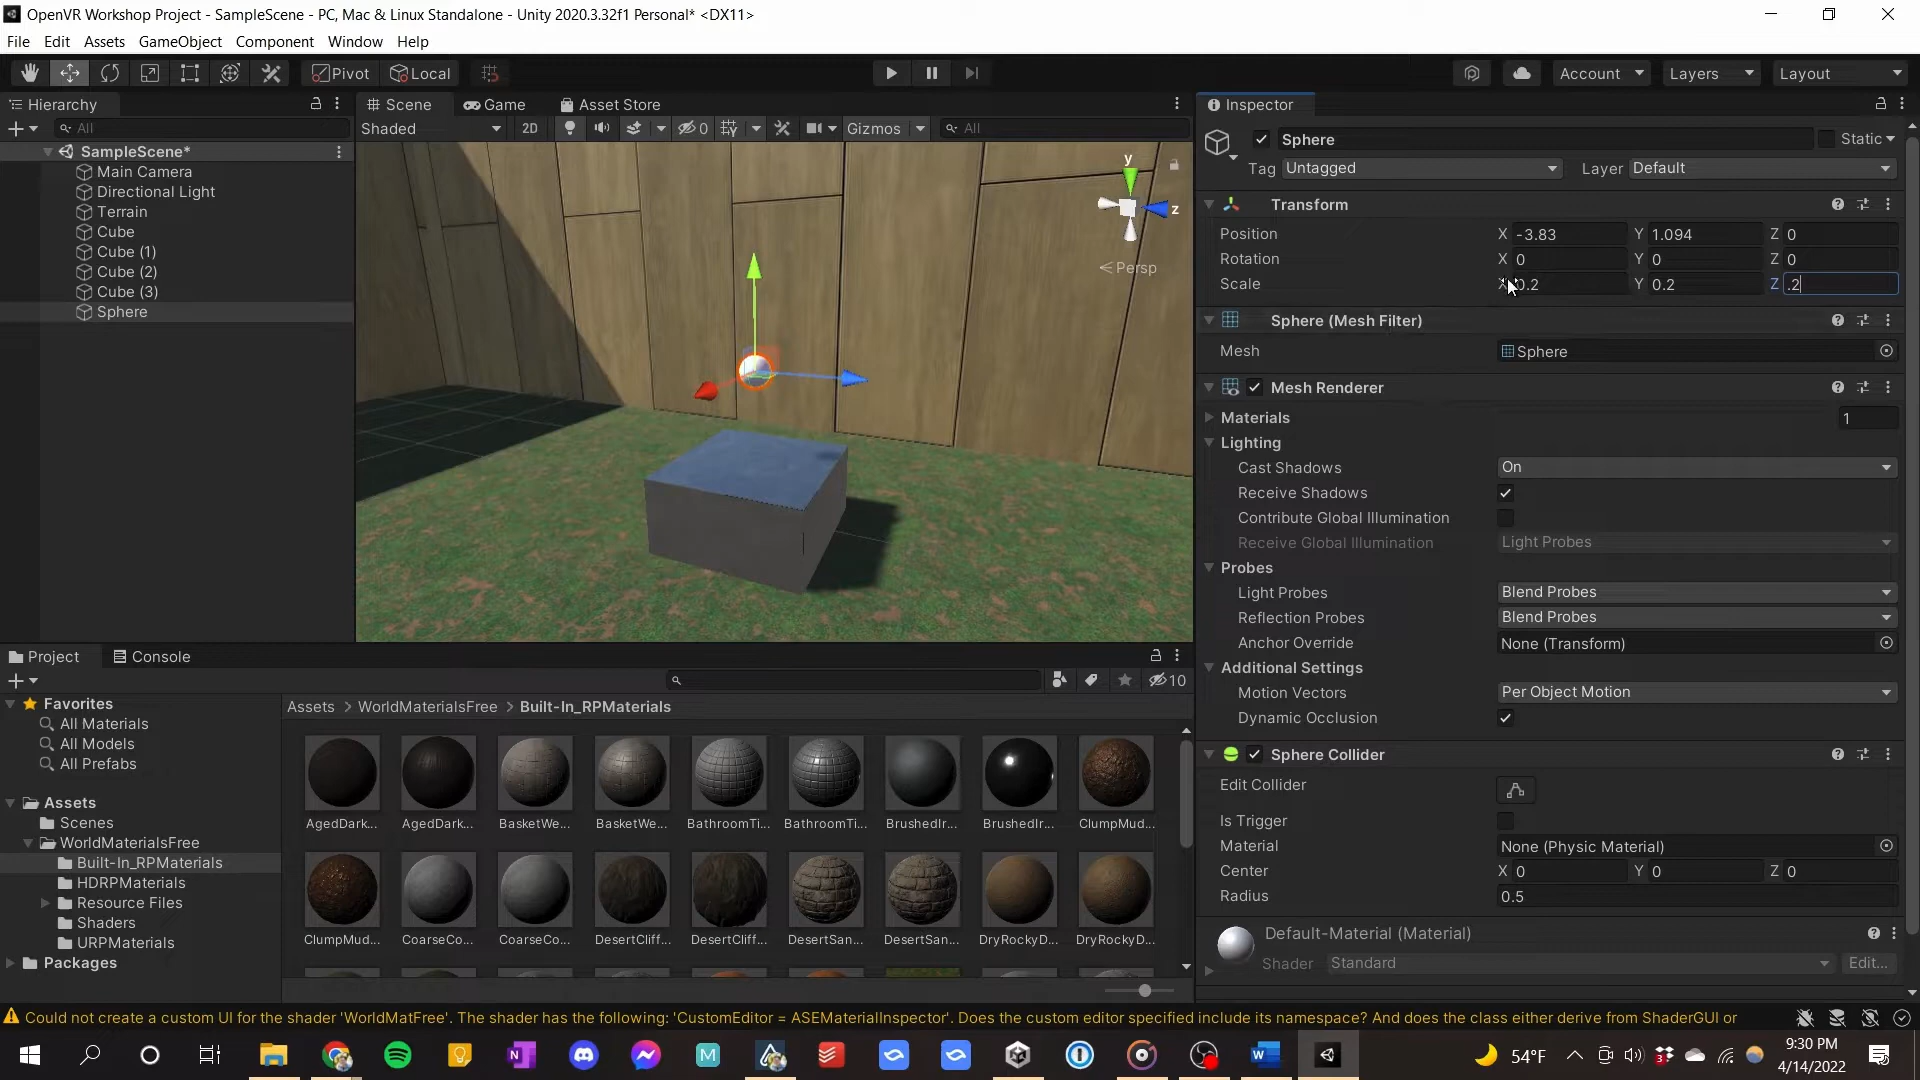 OpenVR Workshop Project - SampleScene - PC, Mac & Linux Standalone - Unity 2020.3.32f1 Personal* <DX11>
File Edit Assets GameObject Component Window Help
Pivot Local Account Layers Layout
Hierarchy
All
SampleScene*
Main Camera
Directional Light
Terrain
Cube
Cube (1)
Cube (2)
Cube (3)
Sphere
Scene Game Asset Store
Shaded 2D 0 Gizmos All
y
z
Persp
Inspector
Sphere Static
Tag Untagged Layer Default
Transform
Position X -3.83 Y 1.094 Z 0
Rotation X 0 Y 0 Z 0
Scale X 0.2 Y 0.2 Z .2
Sphere (Mesh Filter)
Mesh Sphere
Mesh Renderer
Materials 1
Lighting
Cast Shadows On
Receive Shadows
Contribute Global Illumination
Receive Global Illumination Light Probes
Probes
Light Probes Blend Probes
Reflection Probes Blend Probes
Anchor Override None (Transform)
Additional Settings
Motion Vectors Per Object Motion
Dynamic Occlusion
Sphere Collider
Edit Collider
Is Trigger
Material None (Physic Material)
Center X 0 Y 0 Z 0
Radius 0.5
Default-Material (Material)
Shader Standard Edit...
Project Console
10
Favorites
All Materials
All Models
All Prefabs
Assets
Scenes
WorldMaterialsFree
Built-In_RPMaterials
HDRPMaterials
Resource Files
Shaders
URPMaterials
Packages
Assets > WorldMaterialsFree > Built-In_RPMaterials
AgedDark... AgedDark... BasketWe... BasketWe... BathroomTi... BathroomTi... BrushedIr... BrushedIr... ClumpMud...
ClumpMud... CoarseCo... CoarseCo... DesertCliff... DesertCliff... DesertSan... DesertSan... DryRockyD... DryRockyD...
Could not create a custom UI for the shader 'WorldMatFree'. The shader has the following: 'CustomEditor = ASEMaterialInspector'. Does the custom editor specified include its namespace? And does the class either derive from ShaderGUI or
54°F
9:30 PM
4/14/2022